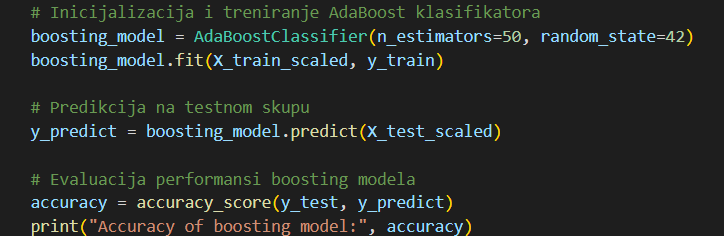 # Inicijalizacija i treniranje AdaBoost klasifikatora
boosting_model = AdaBoostClassifier(n_estimators=50, random_state=42)
boosting_model.fit(X_train_scaled, y_train)
# Predikcija na testnom skupu
y_predict = boosting_model.predict(X_test_scaled)
# Evaluacija performansi boosting modela
accuracy = accuracy_score(y_test, y_predict)
print("Accuracy of boosting model:", accuracy)